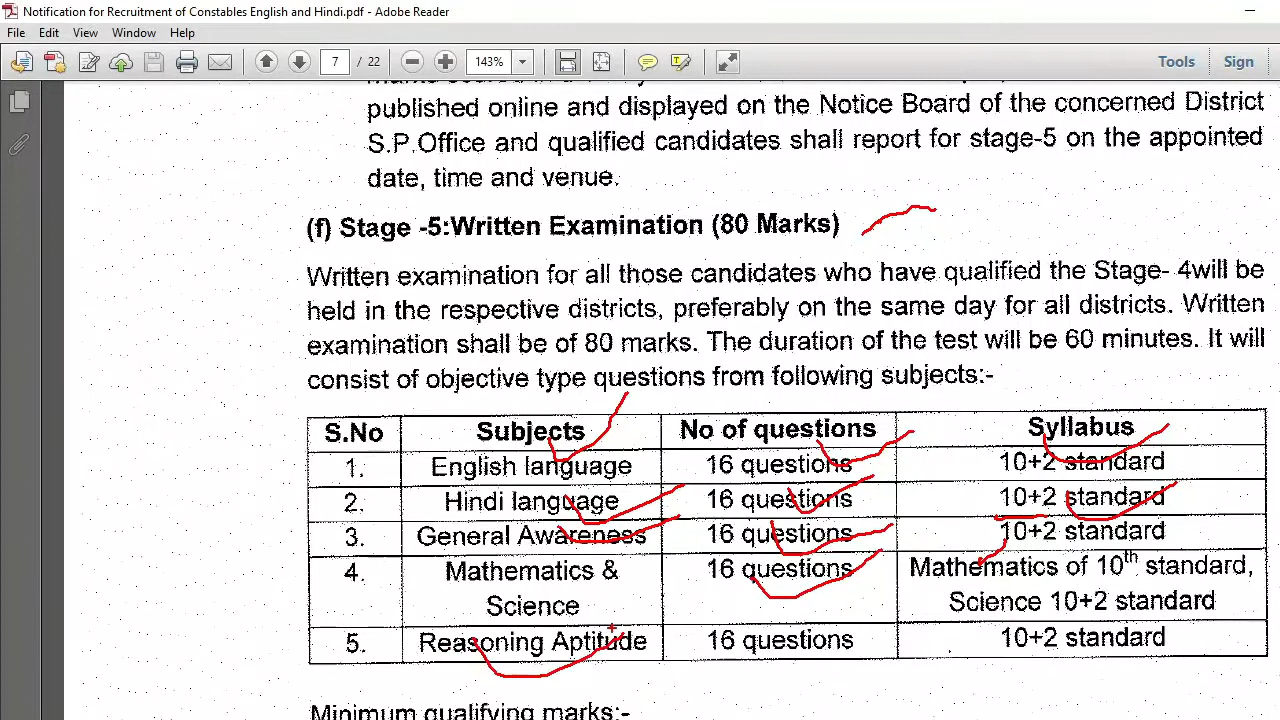 Notification for Recruitment of Constables English and Hindi.pdf - Adobe Reader
File Edit View Window Help
7 / 22 143% Tools Sign
published online and displayed on the Notice Board of the concerned District
S.P.Office and qualified candidates shall report for stage-5 on the appointed
date, time and venue.
(f) Stage -5:Written Examination (80 Marks)
Written examination for all those candidates who have qualified the Stage- 4will be
held in the respective districts, preferably on the same day for all districts. Written
examination shall be of 80 marks. The duration of the test will be 60 minutes. It will
consist of objective type questions from following subjects:-
S.No Subjects No of questions Syllabus
1. English language 16 questions 10+2 standard
2. Hindi language 16 questions 10+2 standard
3. General Awareness 16 questions 10+2 standard
4. Mathematics & 16 questions Mathematics of 10th standard,
Science Science 10+2 standard
5. Reasoning Aptitude 16 questions 10+2 standard
Minimum qualifying marks:-